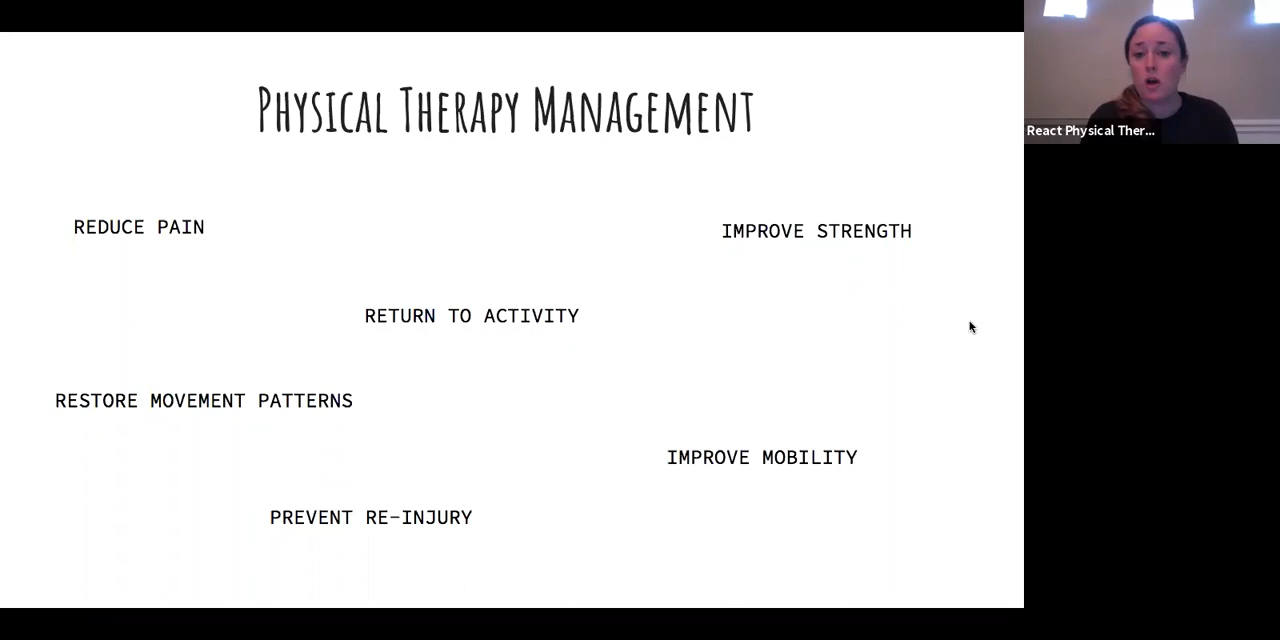 Physical Therapy Management
React Physical Ther...
REDUCE PAIN
IMPROVE STRENGTH
RETURN TO ACTIVITY
RESTORE MOVEMENT PATTERNS
IMPROVE MOBILITY
PREVENT RE-INJURY